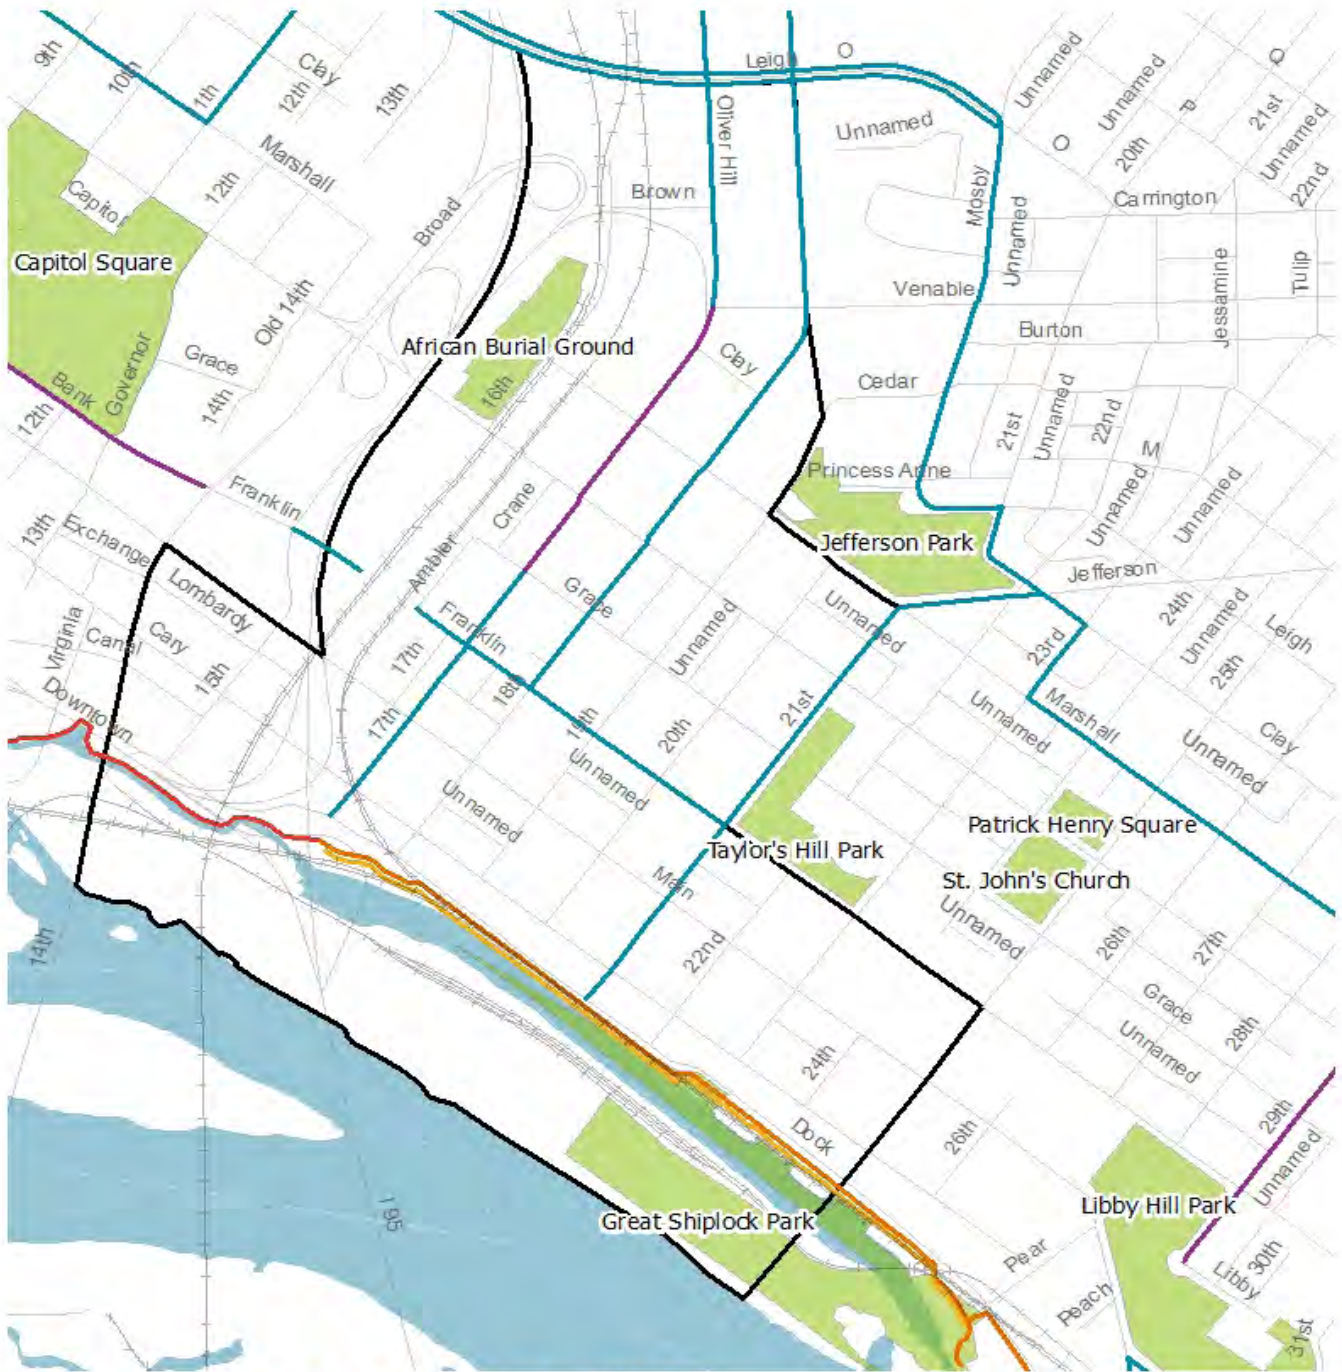 9th
10th
1th
Clay
12th
13th
Leigh
O
Unnamed
Unnamed
O
21st
P
Unnamed
20th
O
22nd
Marshall
12th
Capitol
Broad
Oliver Hill
Brown
Unnamed
Mosby
Unnamed
Carrington
Capitol Square
Old 14th
Venable
Jessamine
Tulip
Burton
African Burial Ground
Governor
Grace
Bank
14th
12th
16th
Clay
Cedar
21st
Unnamed
22nd
M
Princess Anne
Unnamed
Unnamed
Franklin
Crane
13th
Exchange
Ambler
Jefferson Park
Jefferson
Lombardy
Grace
Unnamed
Unnamed
24th
Unnamed
Leigh
25th
Virginia
Canal
Cary
15th
Franklin
17th
18th
23rd
Downtown
17th
19th
20th
21st
Unnamed
Marshall
Clay
Unnamed
Unnamed
Unnamed
Patrick Henry Square
Taylor's Hill Park
Main
St. John's Church
Unnamed
14th
22nd
26th
27th
Grace
28th
Unnamed
24th
Dock
26th
29th
Unnamed
I 95
Great Shiplock Park
Libby Hill Park
Pear
Peach
Libby
30th
31st